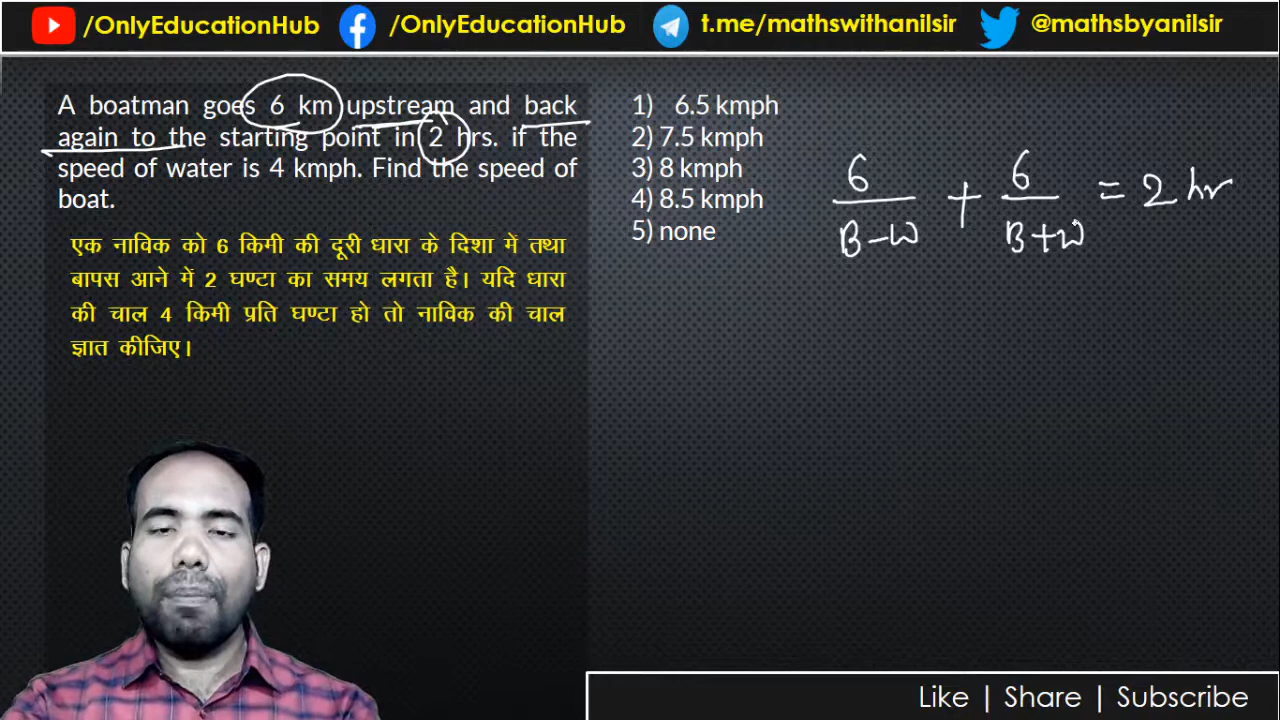 /OnlyEducationHub /OnlyEducationHub t.me/mathswithanilsir @mathsbyanilsir
A boatman goes 6 km upstream and back
again to the starting point in 2 hrs. if the
speed of water is 4 kmph. Find the speed of
boat.
एक नाविक को 6 किमी की दूरी धारा के दिशा में तथा
बापस आने में 2 घण्टा का समय लगता है। यदि धारा
की चाल 4 किमी प्रति घण्टा हो तो नाविक की चाल
ज्ञात कीजिए।
1) 6.5 kmph
2) 7.5 kmph
3) 8 kmph
4) 8.5 kmph
5) none
6/B-W + 6/B+W = 2 hr
Like | Share | Subscribe